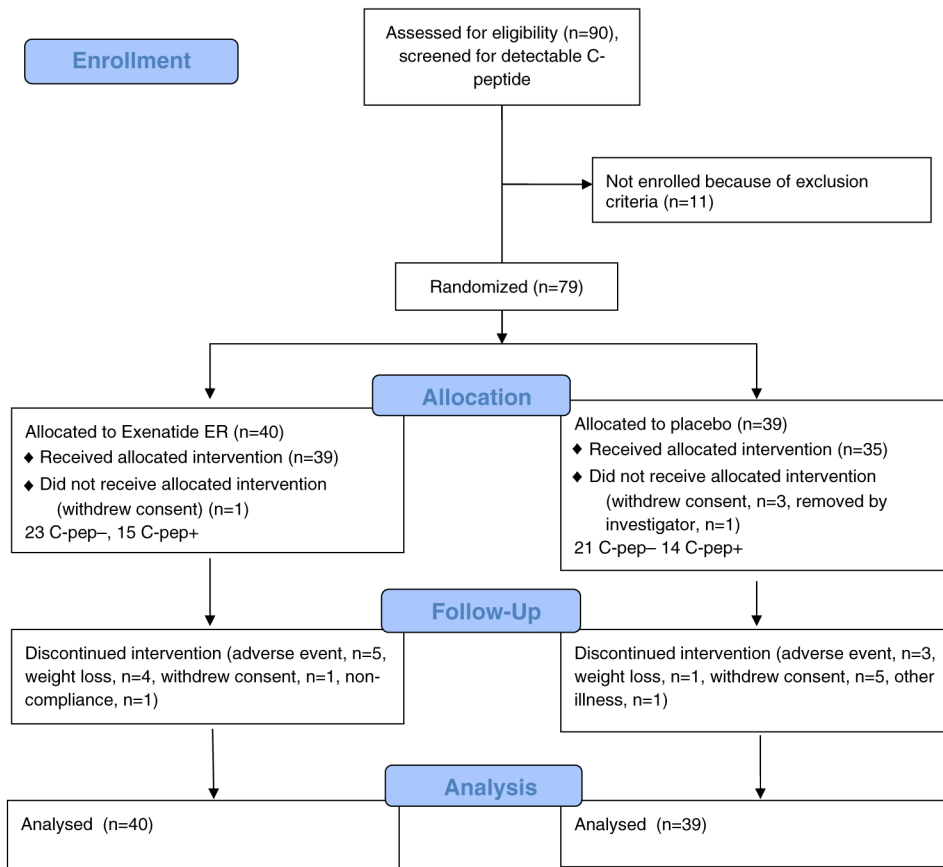 Enrollment
Assessed for eligibility (n=90),
screened for detectable C-
peptide
Not enrolled because of exclusion
criteria (n=11)
Randomized (n=79)
Allocation
Allocated to Exenatide ER (n=40)
♦ Received allocated intervention (n=39)
♦ Did not receive allocated intervention
(withdrew consent) (n=1)
23 C-pep–, 15 C-pep+
Allocated to placebo (n=39)
♦ Received allocated intervention (n=35)
♦ Did not receive allocated intervention
(withdrew consent, n=3, removed by
investigator, n=1)
21 C-pep– 14 C-pep+
Follow-Up
Discontinued intervention (adverse event, n=5,
weight loss, n=4, withdrew consent, n=1, non-
compliance, n=1)
Discontinued intervention (adverse event, n=3,
weight loss, n=1, withdrew consent, n=5, other
illness, n=1)
Analysis
Analysed (n=40)
Analysed (n=39)